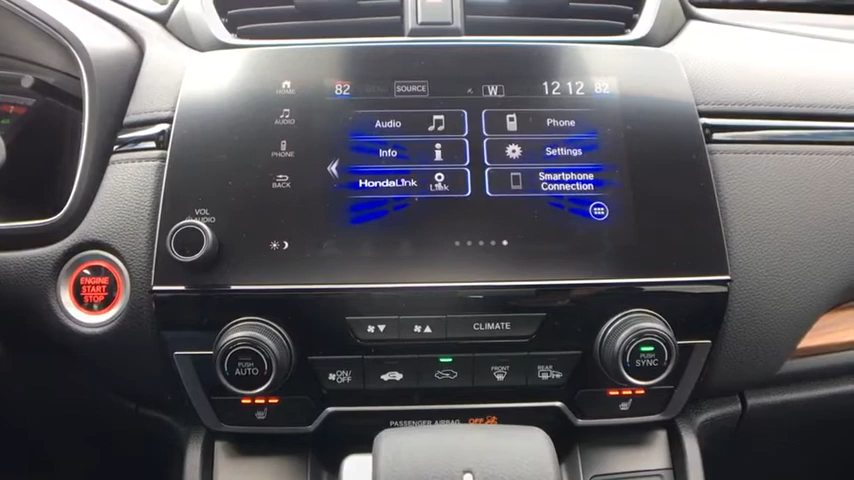 HOME
82
SOURCE
W
12 12
82
AUDIO
Audio
Phone
PHONE
Info
i
Settings
BACK
HondaLink
Link
Smartphone
Connection
VOL
AUDIO
ENGINE
START
STOP
CLIMATE
PUSH
AUTO
PUSH
SYNC
ON/
OFF
FRONT
REAR
PASSENGER AIRBAG
OFF